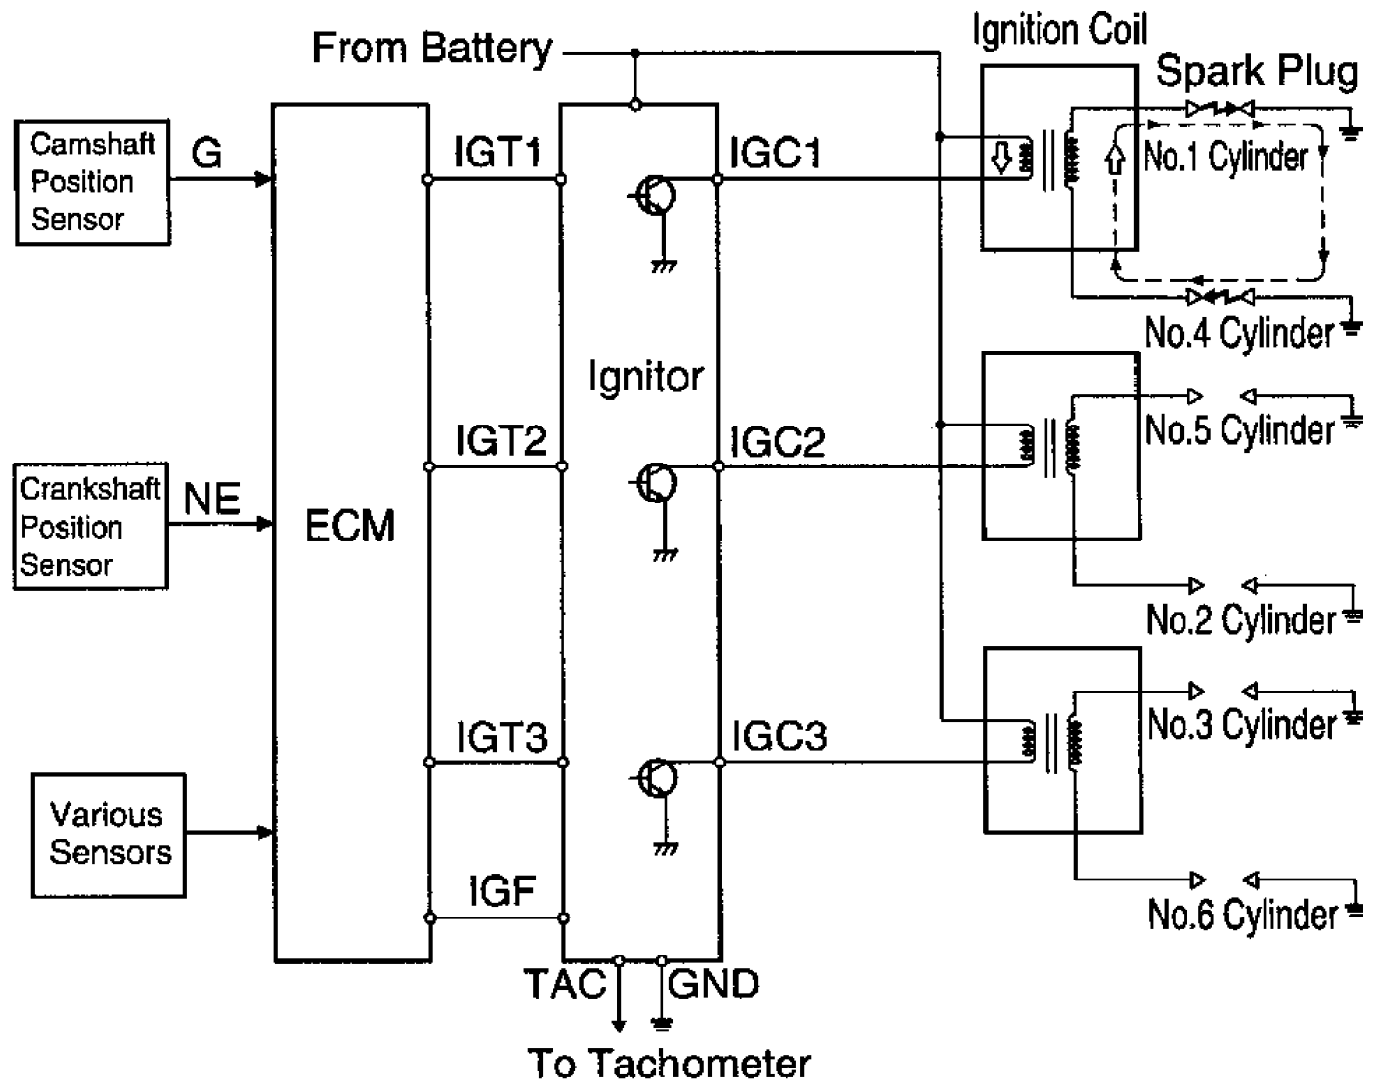 From Battery
Ignition Coil
Spark Plug
Camshaft
Position
Sensor
G
IGT1
IGC1
No.1 Cylinder
No.4 Cylinder
Ignitor
Crankshaft
Position
Sensor
NE
ECM
IGT2
IGC2
No.5 Cylinder
No.2 Cylinder
IGT3
IGC3
No.3 Cylinder
Various
Sensors
IGF
No.6 Cylinder
TAC
GND
To Tachometer